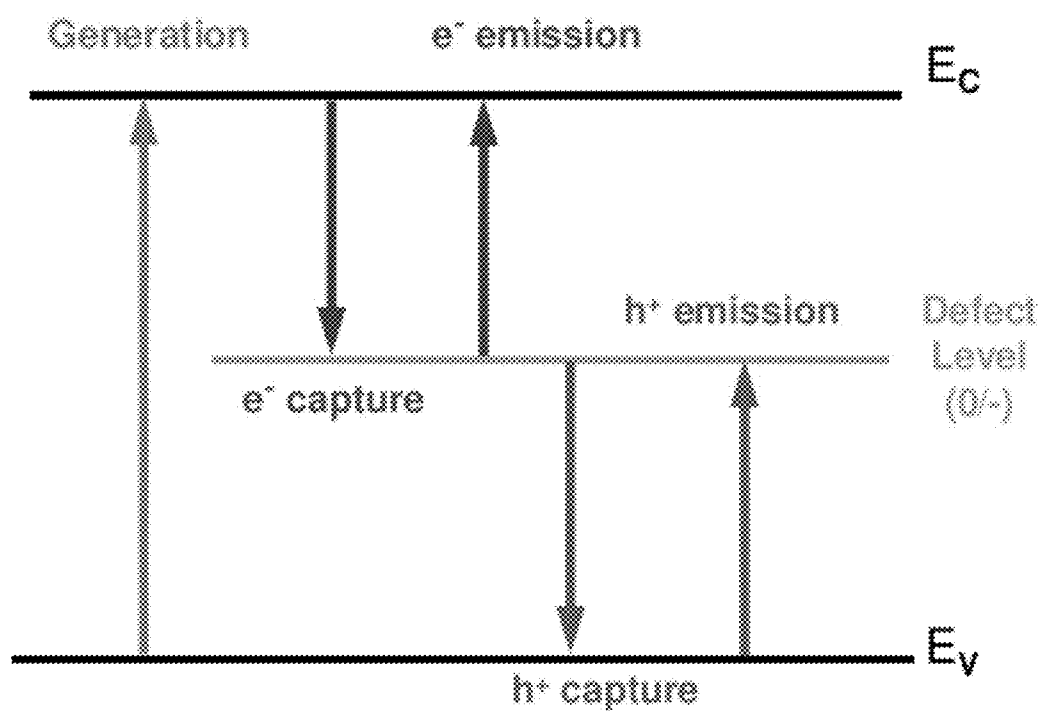 Generation
e⁻ emission
E_C
h⁺ emission
Defect
Level
(0/-)
e⁻ capture
E_V
h⁺ capture